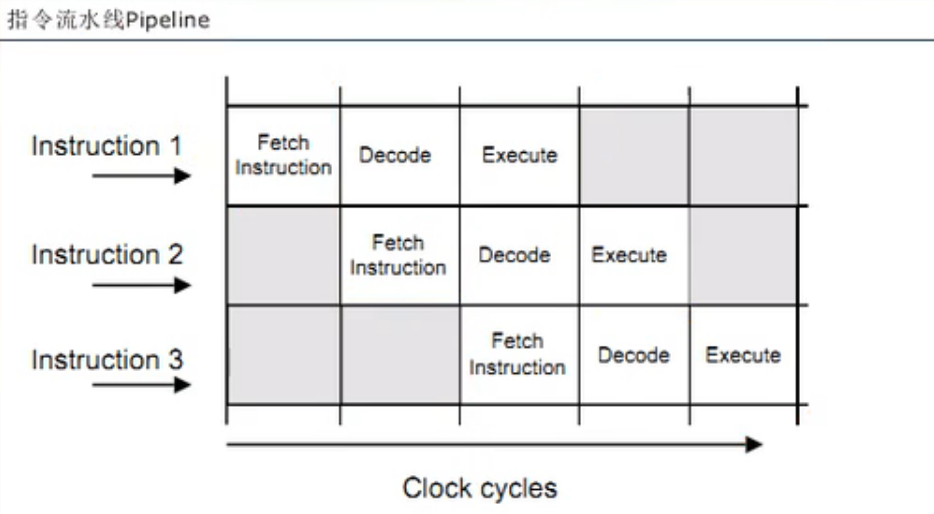 指令流水线Pipeline
Instruction 1
Fetch
Instruction
Decode
Execute
Instruction 2
Fetch
Instruction
Decode
Execute
Instruction 3
Fetch
Instruction
Decode
Execute
Clock cycles